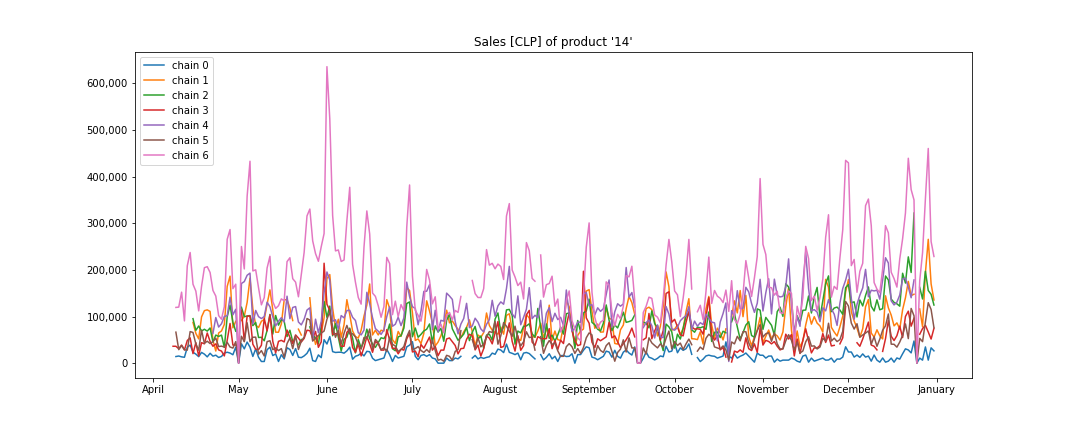 Sales [CLP] of product '14'
chain 0
chain 1
chain 2
chain 3
chain 4
chain 5
chain 6
600,000
500,000
400,000
300,000
200,000
100,000
0
April May June July August September October November December January